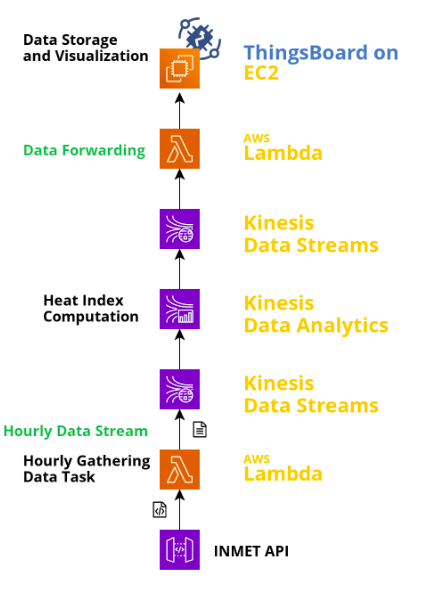 Data Storage
and Visualization
ThingsBoard on
EC2
Data Forwarding
AWS
Lambda
Kinesis
Data Streams
Heat Index
Computation
Kinesis
Data Analytics
Kinesis
Data Streams
Hourly Data Stream
Hourly Gathering
Data Task
AWS
Lambda
INMET API